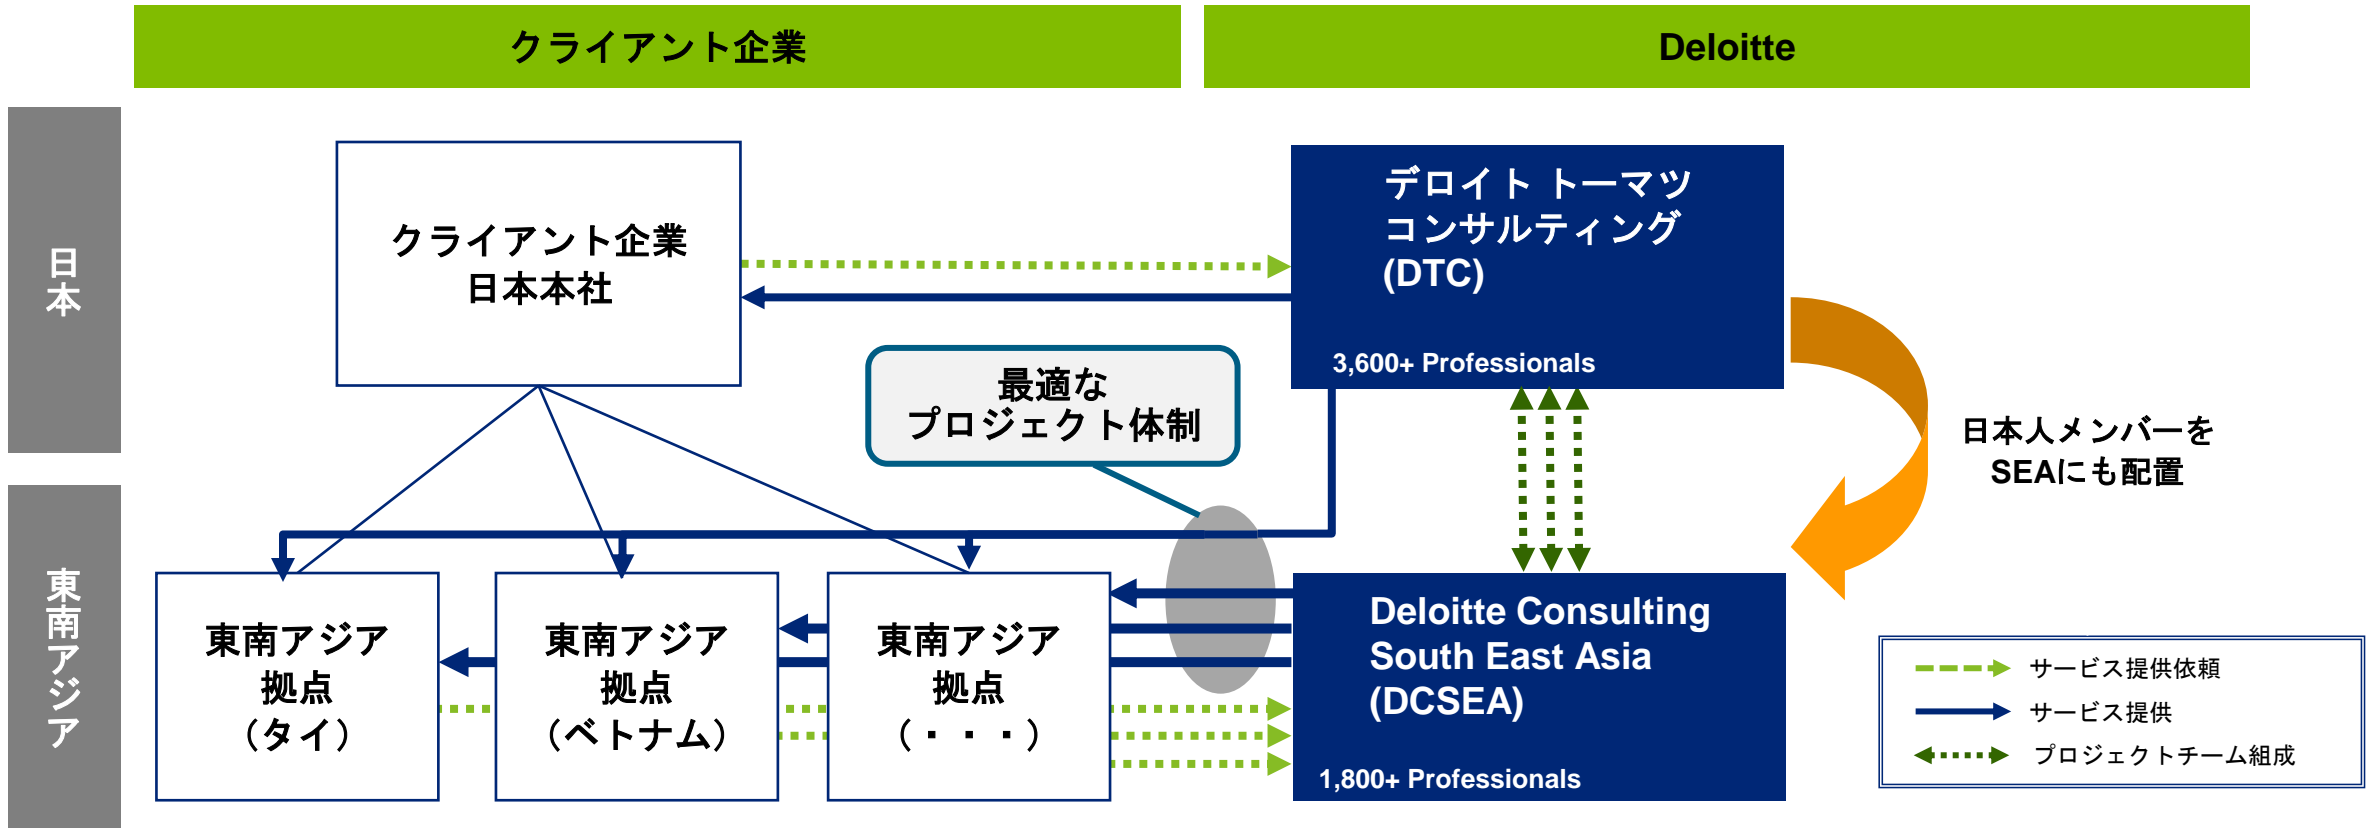 クライアント企業
Deloitte
日本
クライアント企業
日本本社
デロイト トーマツ
コンサルティング
(DTC)
3,600+ Professionals
最適な
プロジェクト体制
日本人メンバーを
SEAにも配置
東南アジア
東南アジア
拠点
（タイ）
東南アジア
拠点
（ベトナム）
東南アジア
拠点
（・・・）
Deloitte Consulting
South East Asia
(DCSEA)
1,800+ Professionals
サービス提供依頼
サービス提供
プロジェクトチーム組成